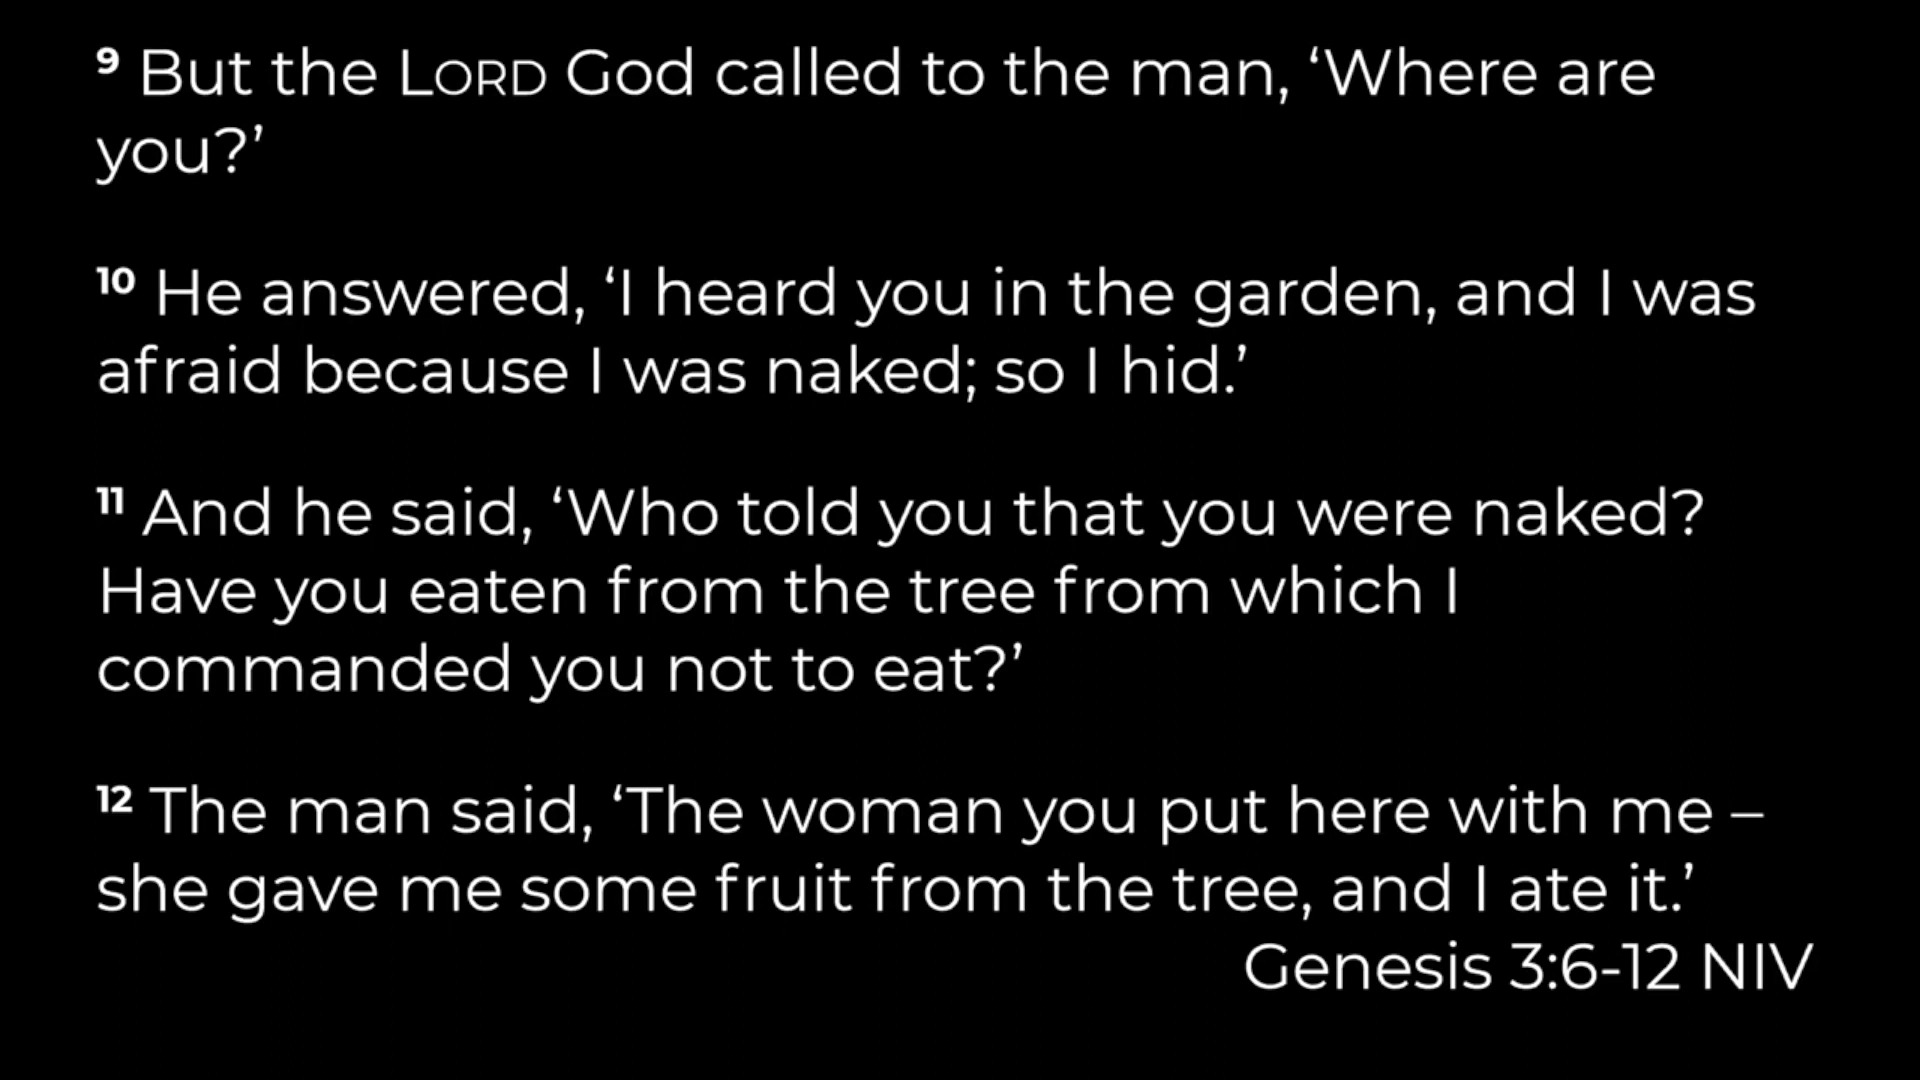 9 But the LORD God called to the man, ‘Where are
you?’
10 He answered, ‘I heard you in the garden, and I was
afraid because I was naked; so I hid.’
11 And he said, ‘Who told you that you were naked?
Have you eaten from the tree from which I
commanded you not to eat?’
12 The man said, ‘The woman you put here with me –
she gave me some fruit from the tree, and I ate it.’
Genesis 3:6-12 NIV